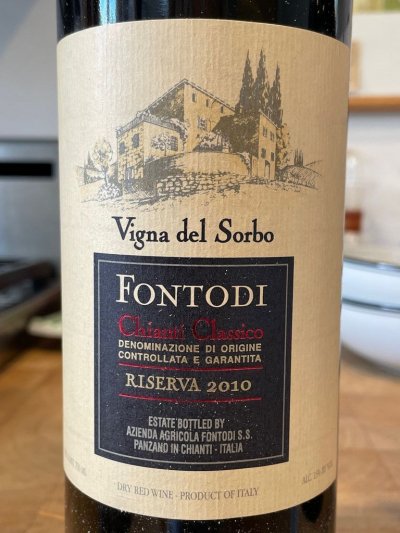 Vigna del Sorbo
FONTODI
Chianti Classico
DENOMINAZIONE DI ORIGINE
CONTROLLATA E GARANTITA
RISERVA 2010
ESTATE BOTTLED BY
AZIENDA AGRICOLA FONTODI S.S.
PANZANO IN CHIANTI - ITALIA
DRY RED WINE - PRODUCT OF ITALY